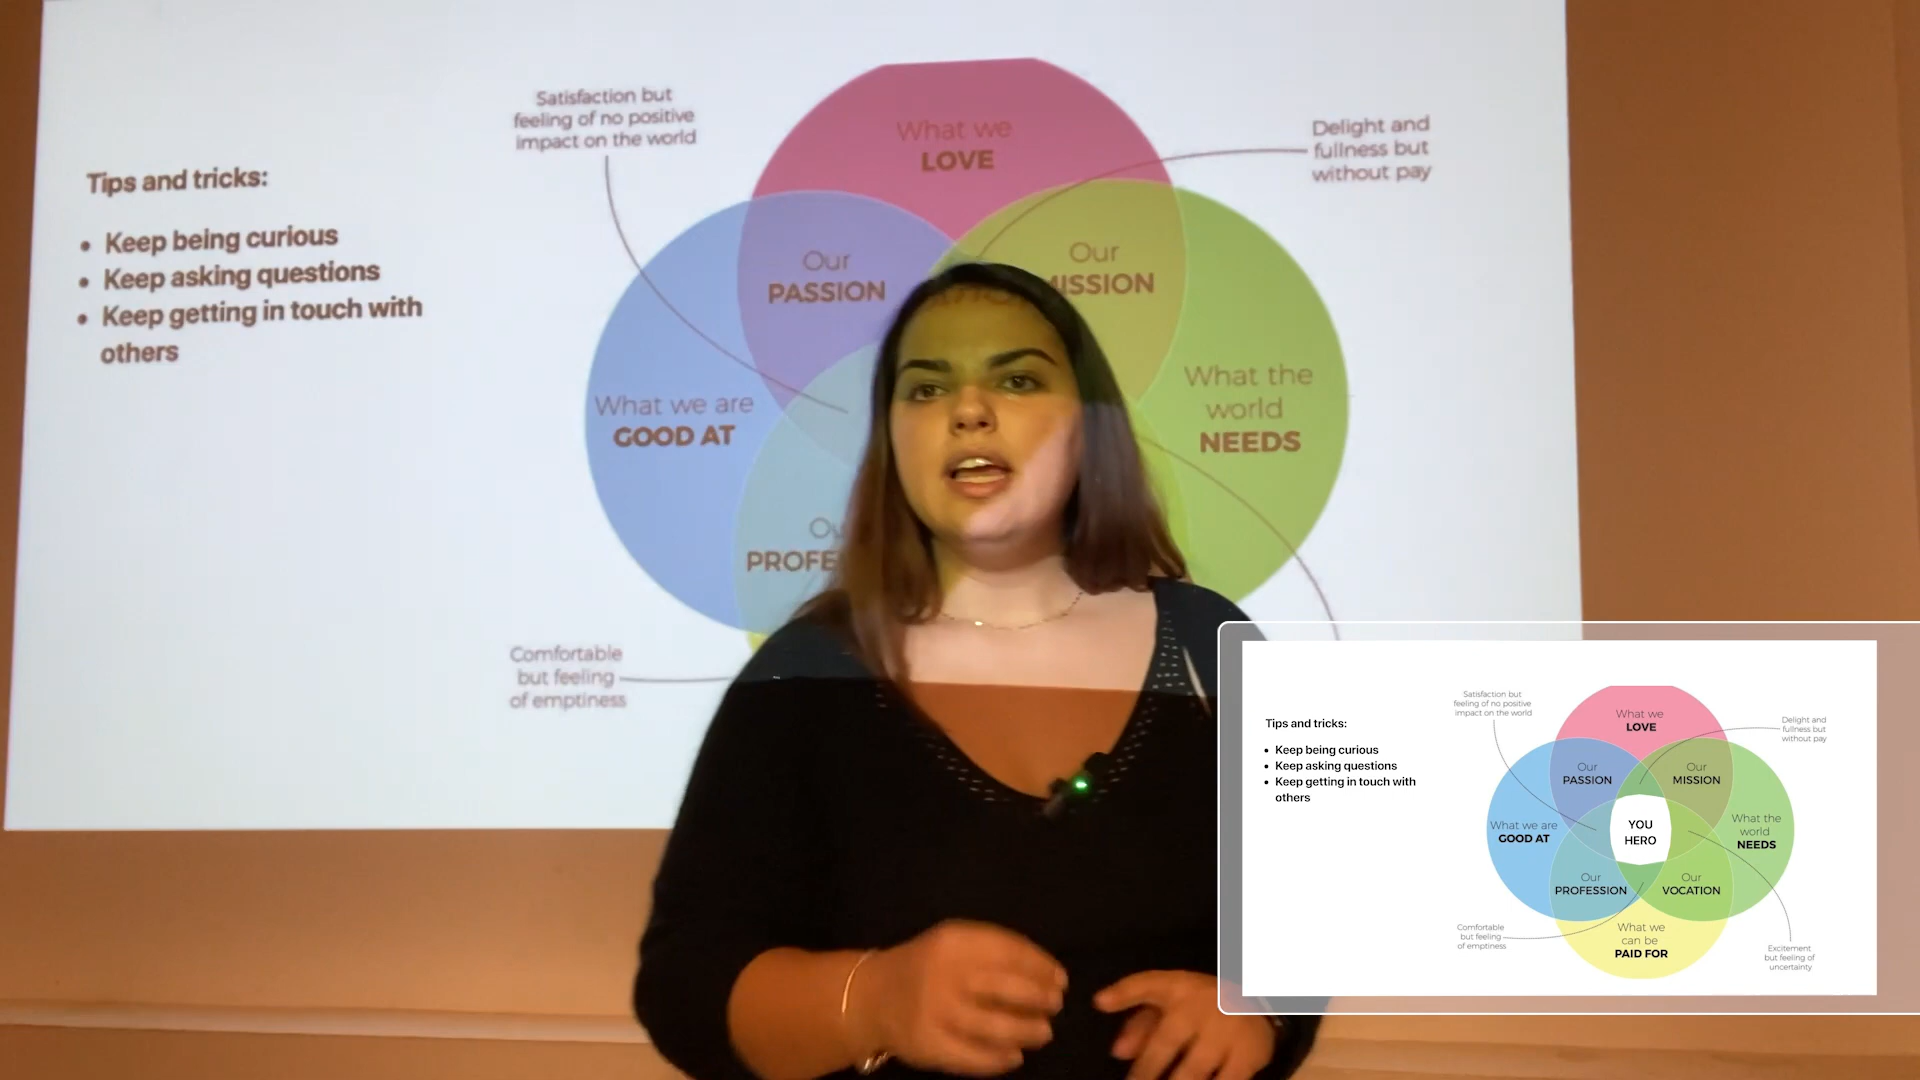 Satisfaction but
feeling of no positive
impact on the world
What we
LOVE
Delight and
fullness but
without pay
Tips and tricks:
• Keep being curious
• Keep asking questions
• Keep getting in touch with
others
Our
PASSION
Our
MISSION
What we are
GOOD AT
What the
world
NEEDS
Comfortable
but feeling
of emptiness
Satisfaction but
feeling of no positive
impact on the world
What we
LOVE
Delight and
fullness but
without pay
Tips and tricks:
• Keep being curious
• Keep asking questions
• Keep getting in touch with
others
Our
PASSION
Our
MISSION
What we are
GOOD AT
YOU
HERO
What the
world
NEEDS
Our
PROFESSION
Our
VOCATION
Comfortable
but feeling
of emptiness
What we
can be
PAID FOR
Excitement
but feeling of
uncertainty